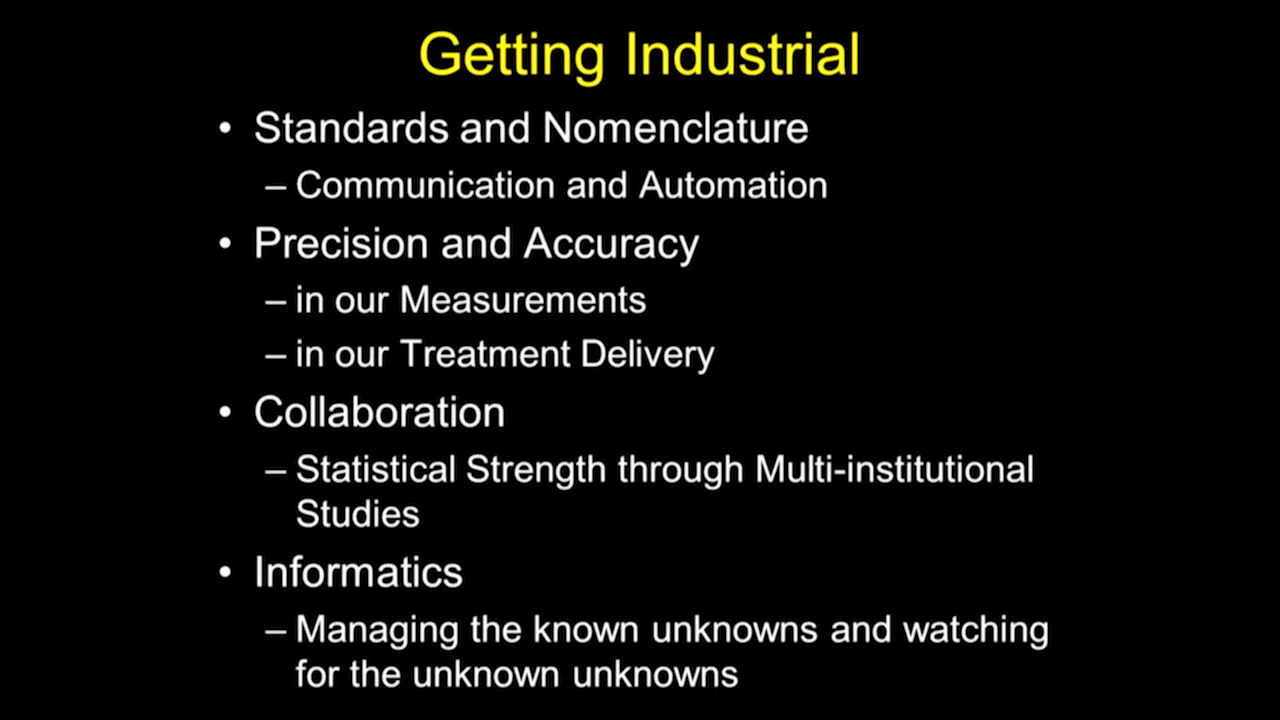 Getting Industrial
• Standards and Nomenclature
– Communication and Automation
• Precision and Accuracy
– in our Measurements
– in our Treatment Delivery
• Collaboration
– Statistical Strength through Multi-institutional
Studies
• Informatics
– Managing the known unknowns and watching
for the unknown unknowns